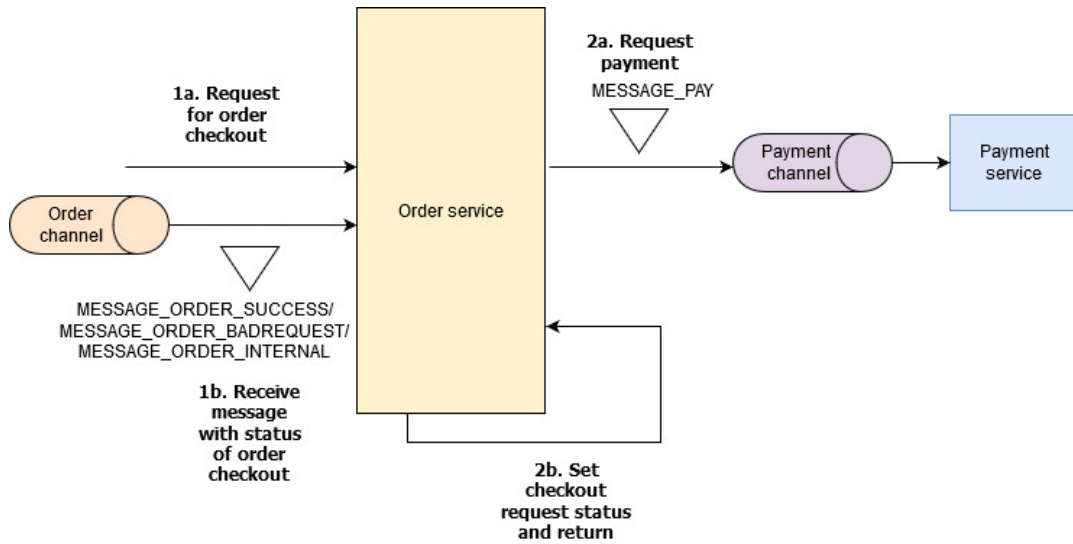 1a. Request
for order
checkout
Order
channel
MESSAGE_ORDER_SUCCESS/
MESSAGE_ORDER_BADREQUEST/
MESSAGE_ORDER_INTERNAL
1b. Receive
message
with status
of order
checkout
Order service
2a. Request
payment
MESSAGE_PAY
Payment
channel
Payment
service
2b. Set
checkout
request status
and return